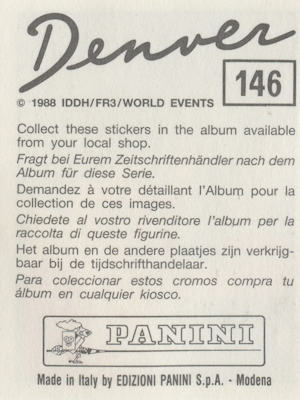 Denver
146
© 1988 IDDH/FR3/WORLD EVENTS
Collect these stickers in the album available
from your local shop.
Fragt bei Eurem Zeitschriftenhändler nach dem
Album für diese Serie.
Demandez à votre détaillant l'Album pour la
collection de ces images.
Chiedete al vostro rivenditore l'album per la
raccolta di queste figurine.
Het album en de andere plaatjes zijn verkrijg-
baar bij de tijdschrifthandelaar.
Para coleccionar estos cromos compra tu
álbum en cualquier kiosco.
PANINI
Made in Italy by EDIZIONI PANINI S.p.A. - Modena